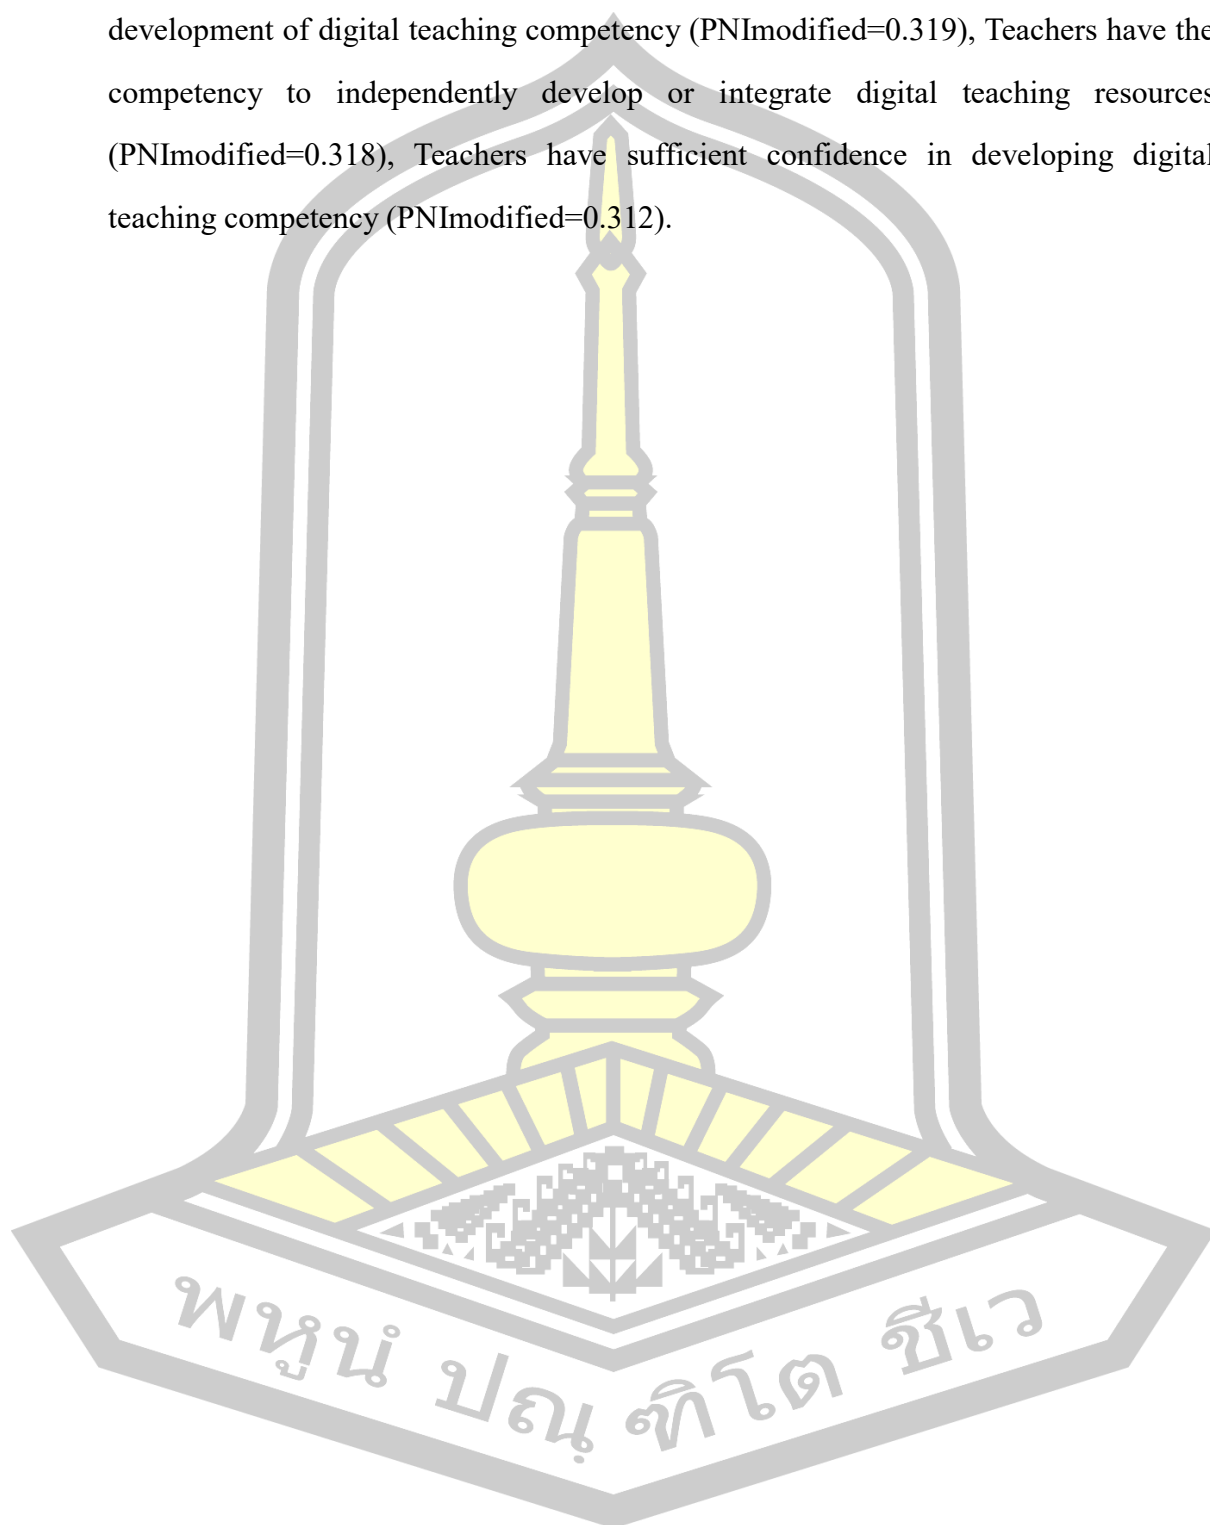 development of digital teaching competency (PNImodified=0.319), Teachers have the
competency to independently develop or integrate digital teaching resources
(PNImodified=0.318), Teachers have sufficient confidence in developing digital
teaching competency (PNImodified=0.312).
พหูนํ ปณฺฑิโต ชีเว